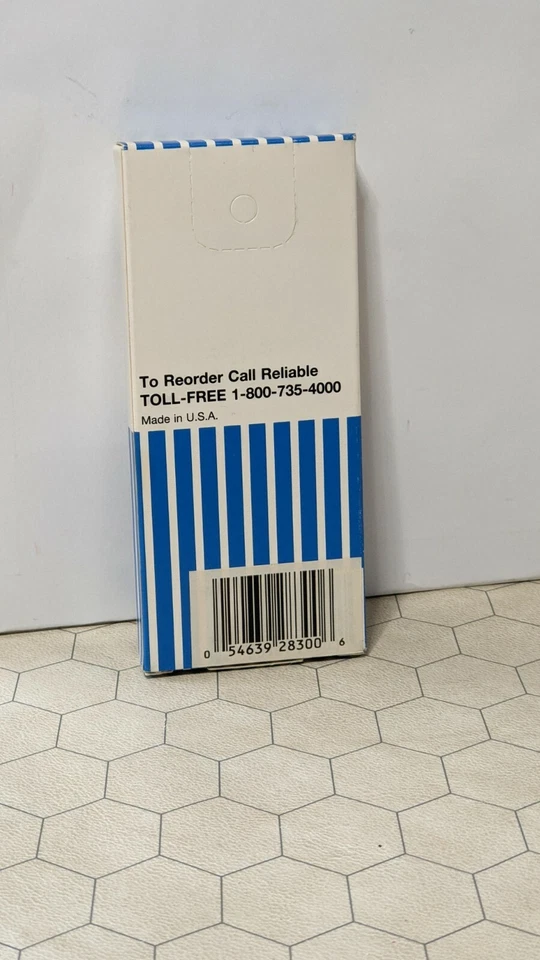 To Reorder Call Reliable
TOLL-FREE 1-800-735-4000
Made in U.S.A.
0 54639 28300 6